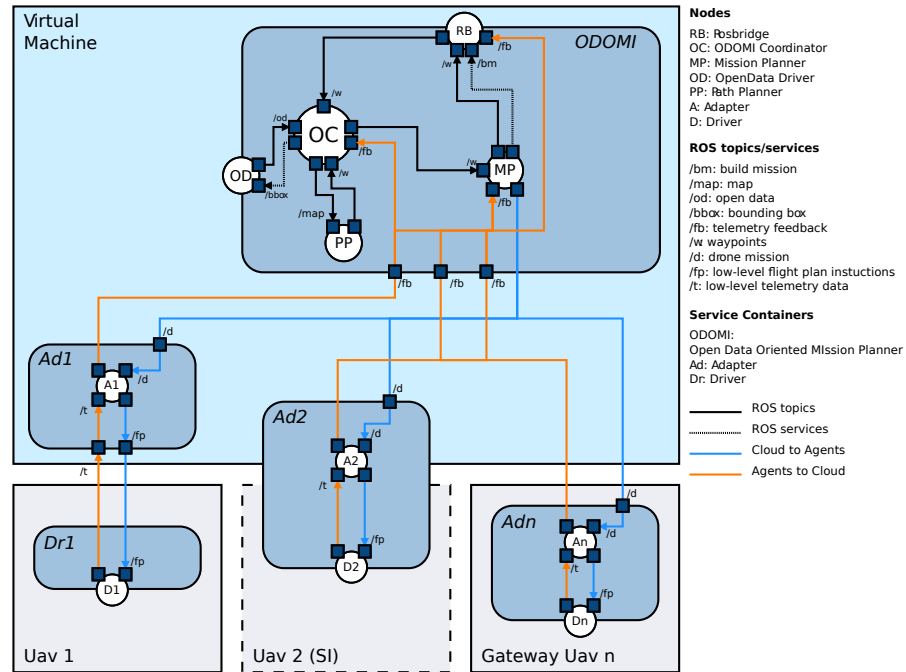 Virtual
Machine
ODOMI
RB
/fb
/w
/bm
/w
/od
OC
/fb
OD
/bbox
/w
/map
PP
/w
MP
/fb
/fb
/fb
/fb
/d
Ad1
A1
/d
/t
/fp
/t
/d
Ad2
/d
A2
/t
/fp
D2
/d
Adn
An
/d
/t
/fp
Dn
Dr1
/fp
D1
Uav 1
Uav 2 (SI)
Gateway Uav n
Nodes
RB: Rosbridge
OC: ODOMI Coordinator
MP: Mission Planner
OD: OpenData Driver
PP: Path Planner
A: Adapter
D: Driver
ROS topics/services
/bm: build mission
/map: map
/od: open data
/bbox: bounding box
/fb: telemetry feedback
/w: waypoints
/d: drone mission
/fp: low-level flight plan instuctions
/t: low-level telemetry data
Service Containers
ODOMI:
Open Data Oriented MIssion Planner
Ad: Adapter
Dr: Driver
ROS topics
ROS services
Cloud to Agents
Agents to Cloud